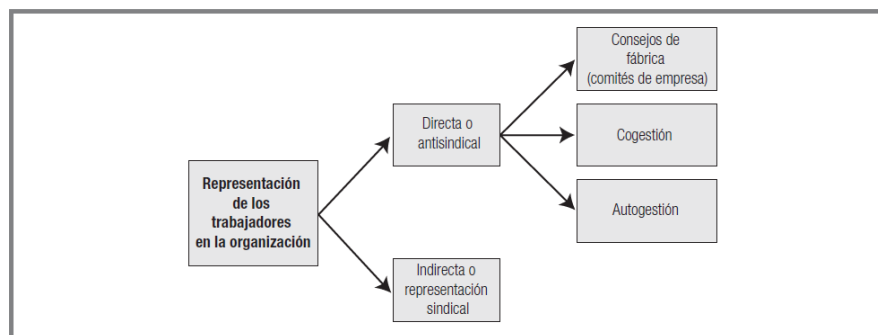 Representación
de los
trabajadores
en la organización
Directa o
antisindical
Indirecta o
representación
sindical
Consejos de
fábrica
(comités de empresa)
Cogestión
Autogestión